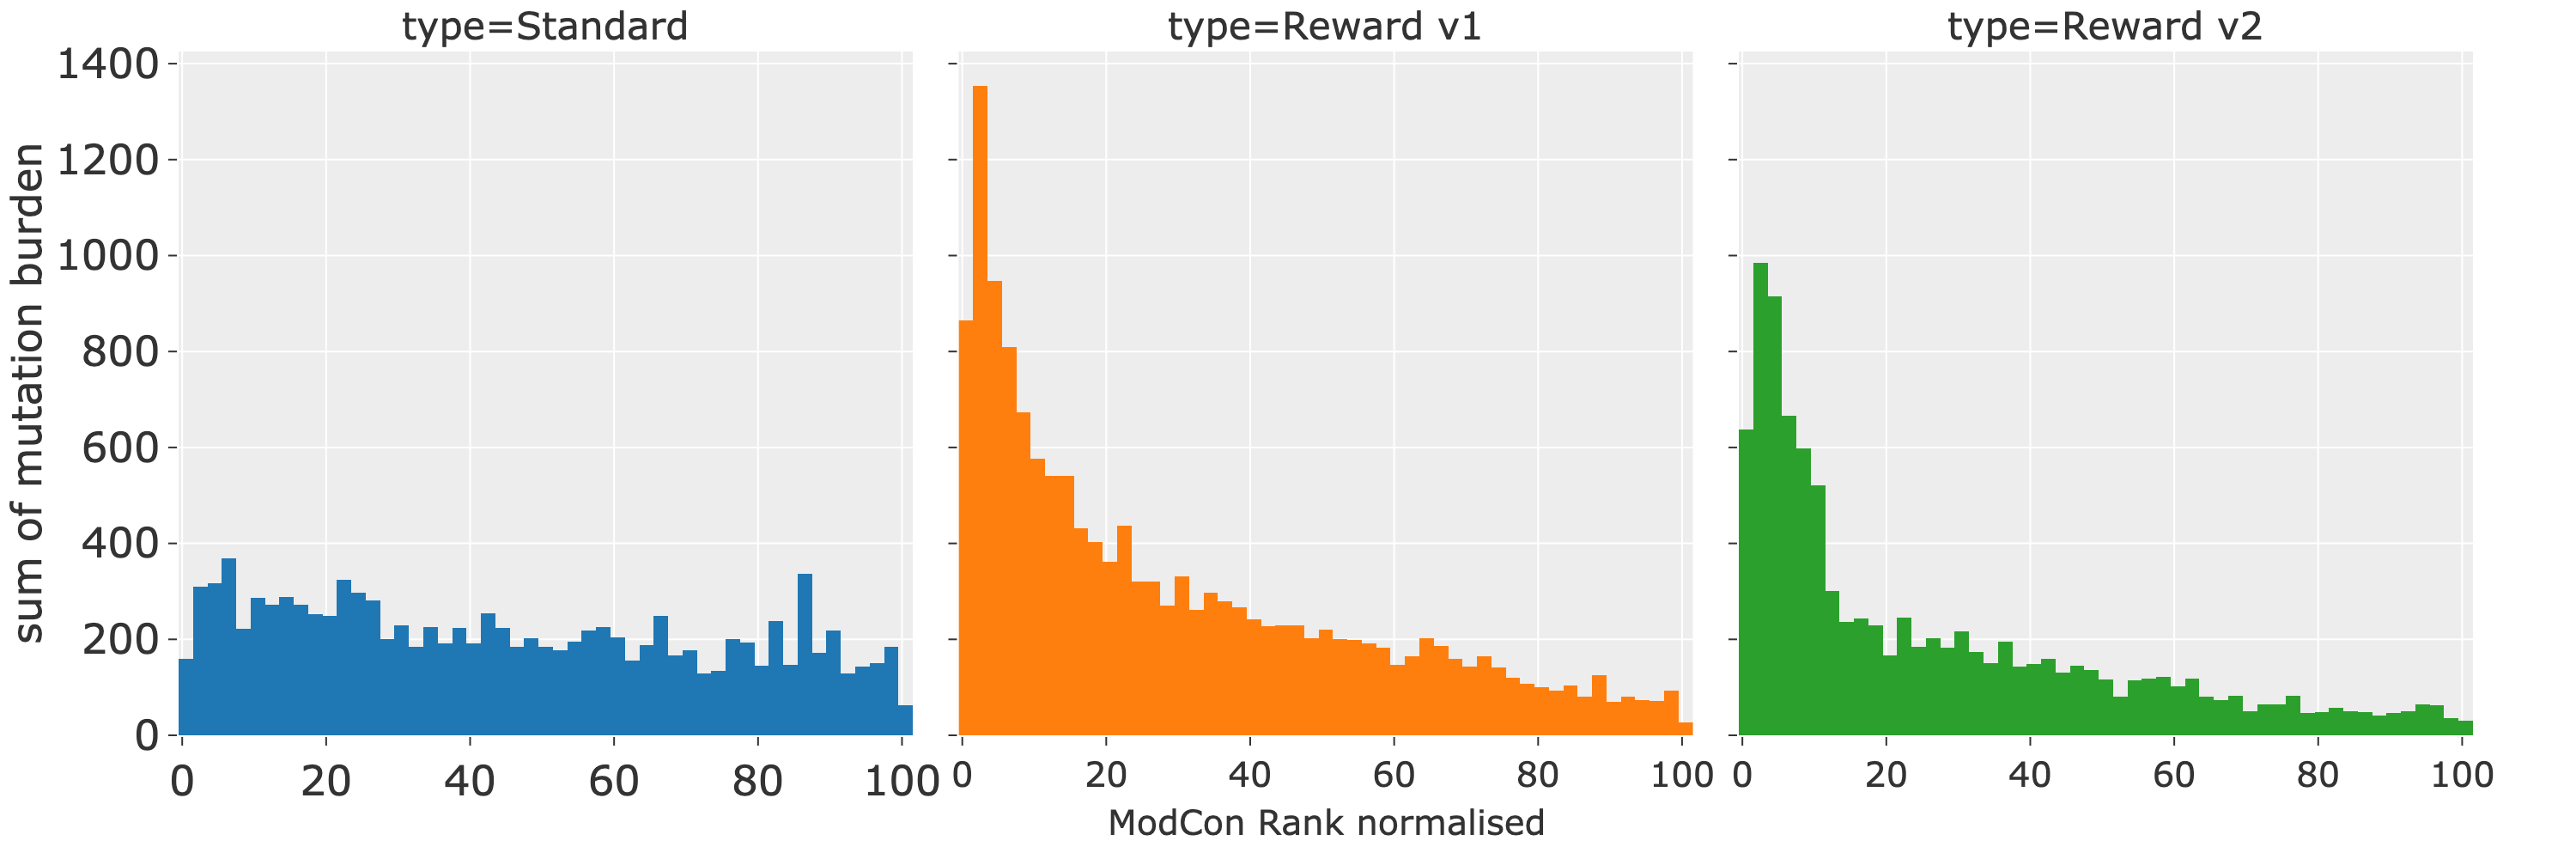 type=Standard
type=Reward v1
type=Reward v2
sum of mutation burden
1400
1200
1000
800
600
400
200
0
0 20 40 60 80 100
0 20 40 60 80 100
0 20 40 60 80 100
ModCon Rank normalised